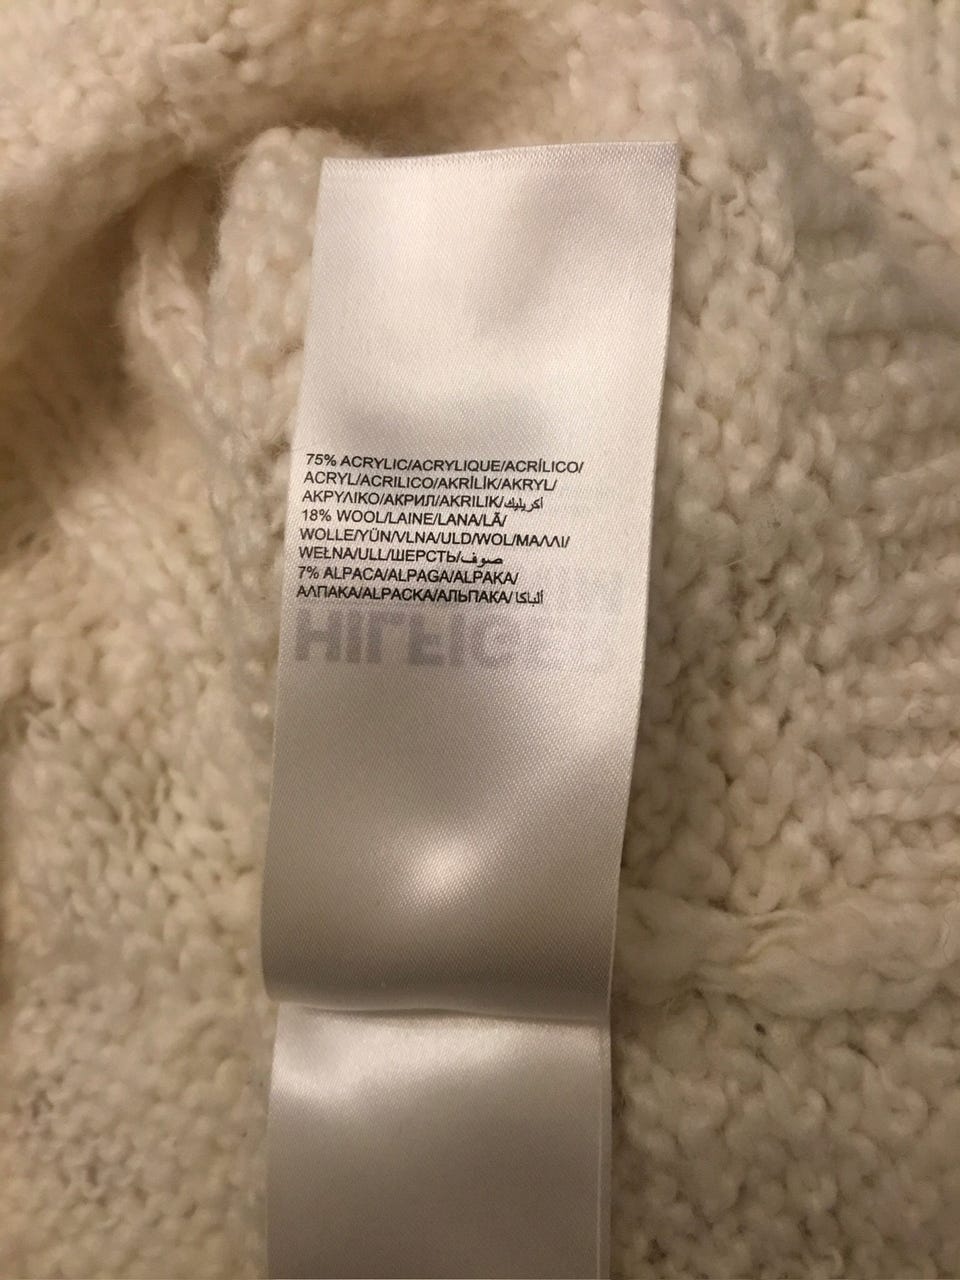 75% ACRYLIC/ACRYLIQUE/ACRÍLICO/
ACRYL/ACRILICO/AKRİLİK/AKRYL/
ΑΚΡΥΛΙΚΟ/АКРИЛ/AKRILIK/أكريليك
18% WOOL/LAINE/LANA/LÃ/
WOLLE/YÜN/VLNA/ULD/WOL/ΜΑΛΛΙ/
WEŁNA/ULL/ШЕРСТЬ/صوف
7% ALPACA/ALPAGA/ALPAKA/
ΑΛΠΑΚΑ/ALPACKA/АЛЬПАКА/ألباكا